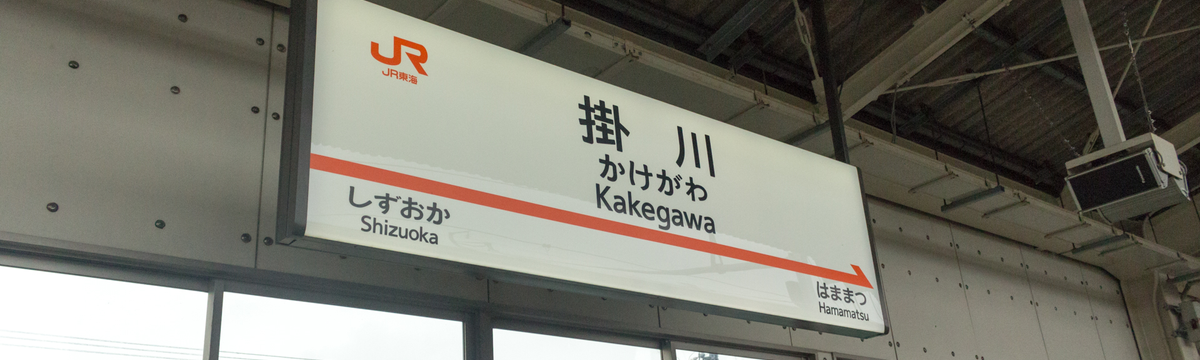 JR
JR東海
掛川
かけがわ
Kakegawa
しずおか
Shizuoka
はままつ
Hamamatsu